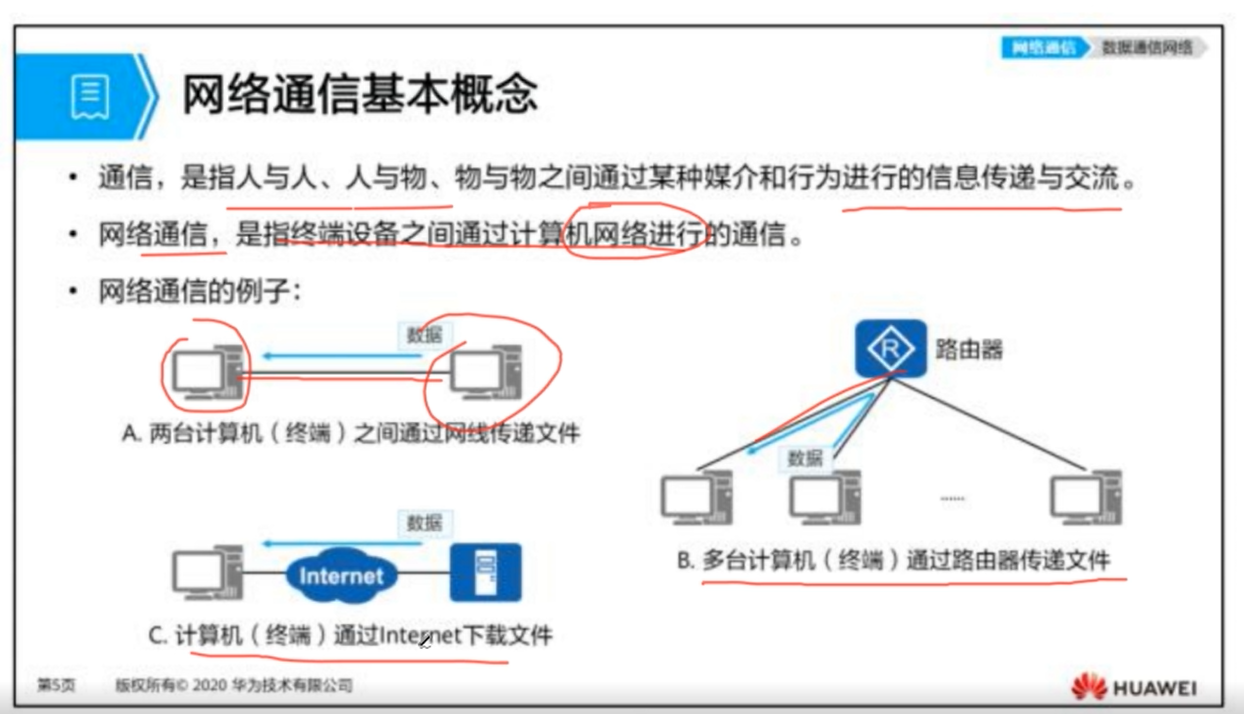 网络通信 数据通信网络
网络通信基本概念
• 通信，是指人与人、人与物、物与物之间通过某种媒介和行为进行的信息传递与交流。
• 网络通信，是指终端设备之间通过计算机网络进行的通信。
• 网络通信的例子：
数据
A. 两台计算机（终端）之间通过网线传递文件
R 路由器
数据
......
B. 多台计算机（终端）通过路由器传递文件
数据
Internet
C. 计算机（终端）通过Internet下载文件
第5页 版权所有© 2020 华为技术有限公司
HUAWEI